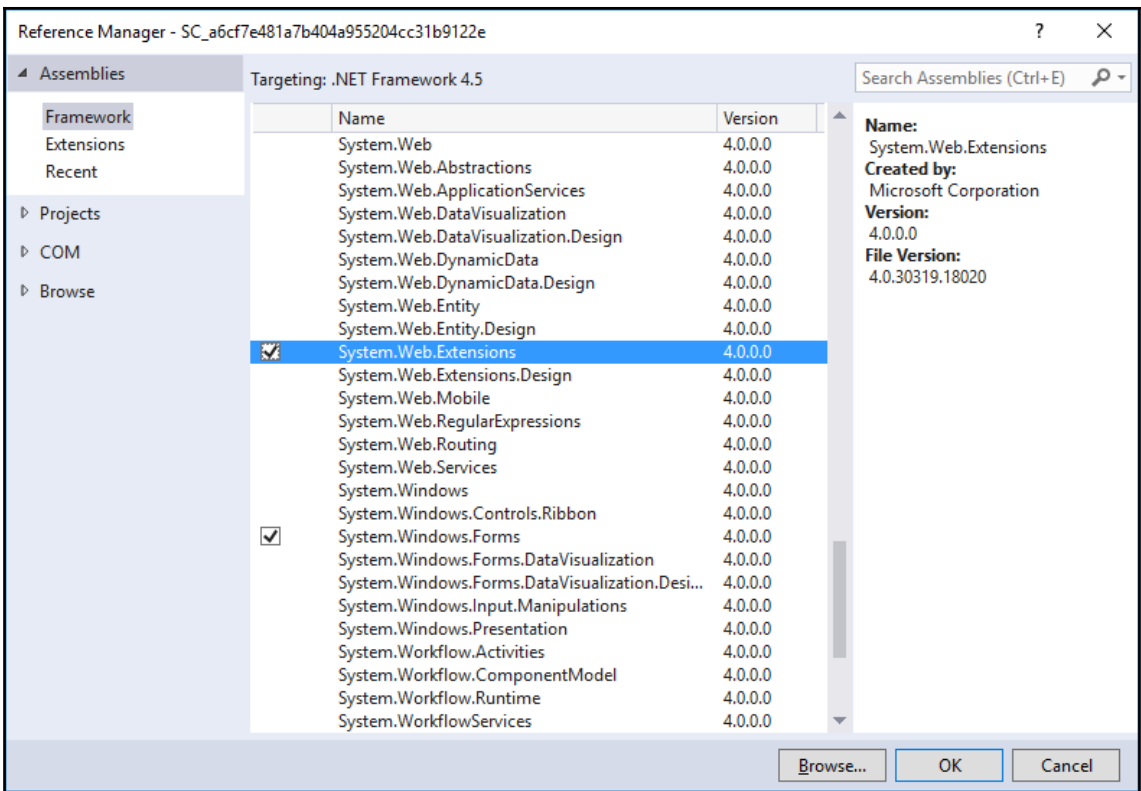 Reference Manager - SC_a6cf7e481a7b404a955204cc31b9122e ?
Assemblies
Framework
Extensions
Recent
Projects
COM
Browse
Targeting: .NET Framework 4.5
Search Assemblies (Ctrl+E)
Name Version
System.Web 4.0.0.0
System.Web.Abstractions 4.0.0.0
System.Web.ApplicationServices 4.0.0.0
System.Web.DataVisualization 4.0.0.0
System.Web.DataVisualization.Design 4.0.0.0
System.Web.DynamicData 4.0.0.0
System.Web.DynamicData.Design 4.0.0.0
System.Web.Entity 4.0.0.0
System.Web.Entity.Design 4.0.0.0
System.Web.Extensions 4.0.0.0
System.Web.Extensions.Design 4.0.0.0
System.Web.Mobile 4.0.0.0
System.Web.RegularExpressions 4.0.0.0
System.Web.Routing 4.0.0.0
System.Web.Services 4.0.0.0
System.Windows 4.0.0.0
System.Windows.Controls.Ribbon 4.0.0.0
System.Windows.Forms 4.0.0.0
System.Windows.Forms.DataVisualization 4.0.0.0
System.Windows.Forms.DataVisualization.Desi... 4.0.0.0
System.Windows.Input.Manipulations 4.0.0.0
System.Windows.Presentation 4.0.0.0
System.Workflow.Activities 4.0.0.0
System.Workflow.ComponentModel 4.0.0.0
System.Workflow.Runtime 4.0.0.0
System.WorkflowServices 4.0.0.0
Name:
System.Web.Extensions
Created by:
Microsoft Corporation
Version:
4.0.0.0
File Version:
4.0.30319.18020
Browse... OK Cancel